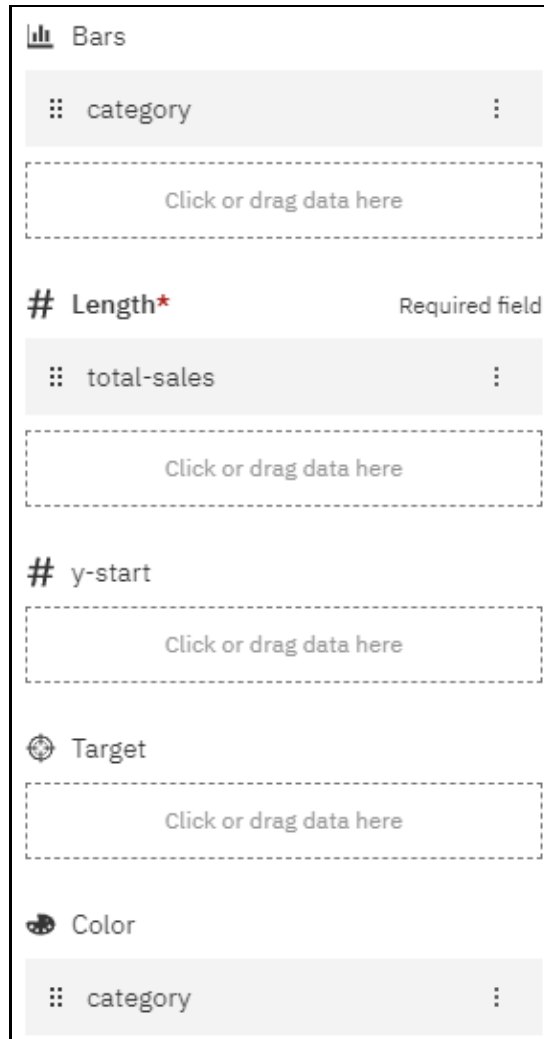 Bars
category
Click or drag data here
# Length* Required field
total-sales
Click or drag data here
# y-start
Click or drag data here
Target
Click or drag data here
Color
category